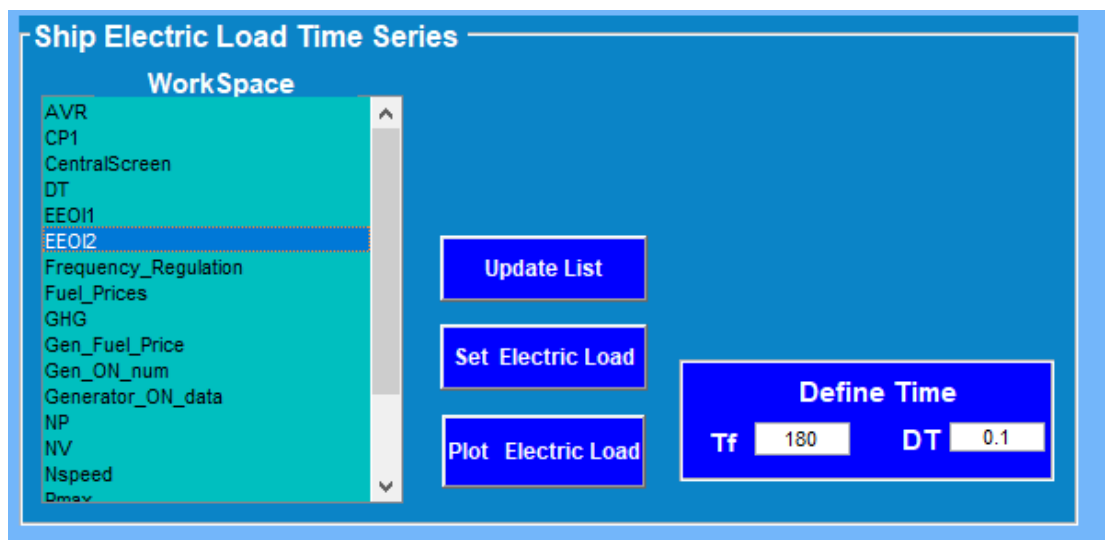 Ship Electric Load Time Series
WorkSpace
AVR
CP1
CentralScreen
DT
EEOI1
EEOI2
Frequency_Regulation
Fuel_Prices
GHG
Gen_Fuel_Price
Gen_ON_num
Generator_ON_data
NP
NV
Nspeed
Pmax
Update List
Set Electric Load
Plot Electric Load
Define Time
Tf 180 DT 0.1